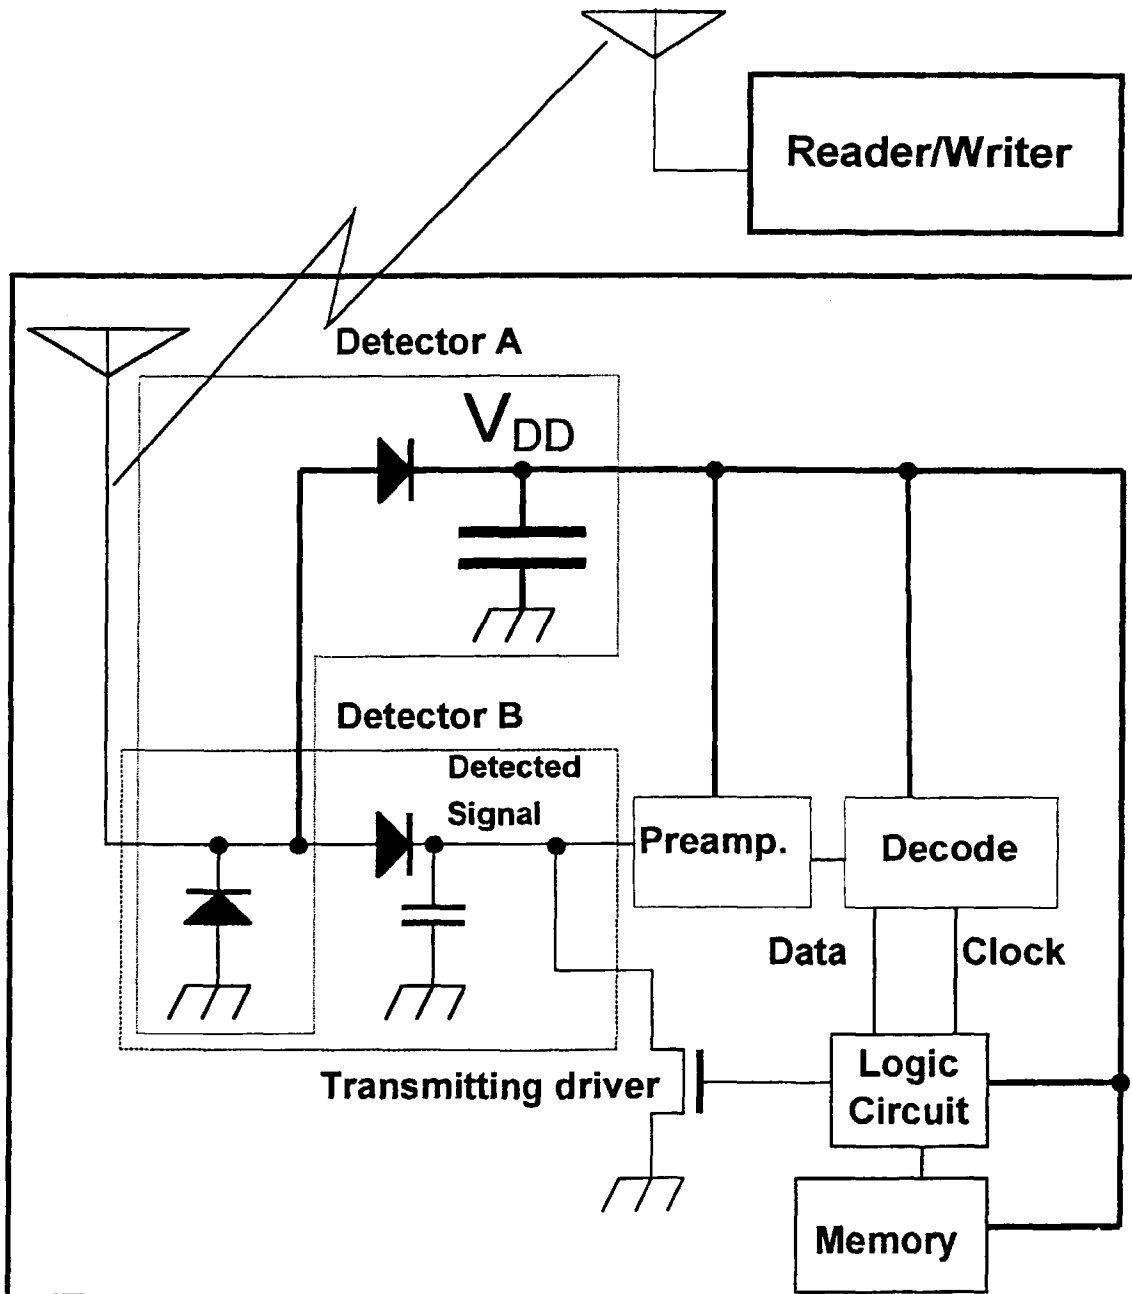 Reader/Writer
Detector A
VDD
Detector B
Detected
Signal
Preamp.
Decode
Data
Clock
Transmitting driver
Logic
Circuit
Memory